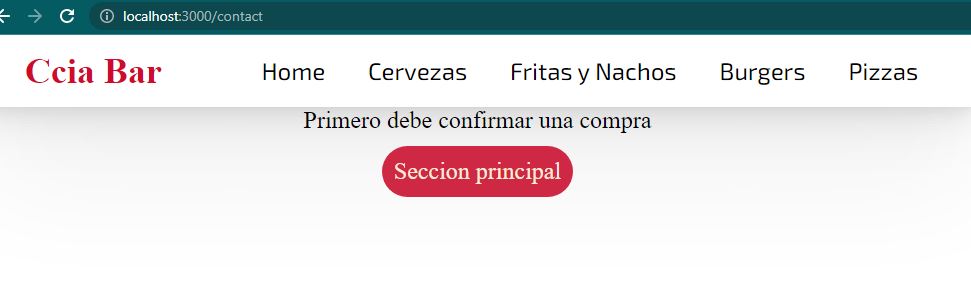 localhost:3000/contact
Ccia Bar Home Cervezas Fritas y Nachos Burgers Pizzas
Primero debe confirmar una compra
Seccion principal